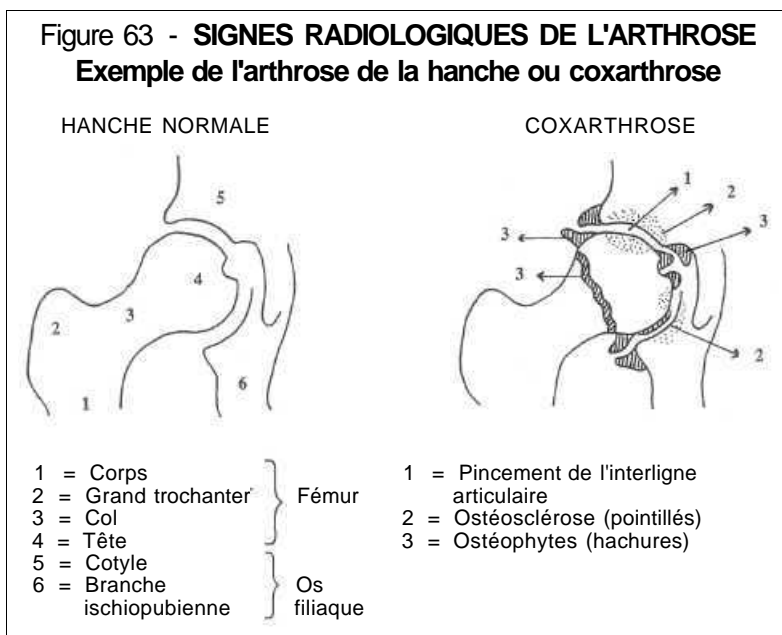 Figure 63 - SIGNES RADIOLOGIQUES DE L'ARTHROSE
Exemple de l'arthrose de la hanche ou coxarthrose
HANCHE NORMALE
5
4
3
2
6
1
1 = Corps
2 = Grand trochanter
3 = Col
4 = Tête
Fémur
5 = Cotyle
6 = Branche
ischiopubienne
Os
filiaque
COXARTHROSE
1
2
3
3
3
2
1 = Pincement de l'interligne
articulaire
2 = Ostéosclérose (pointillés)
3 = Ostéophytes (hachures)